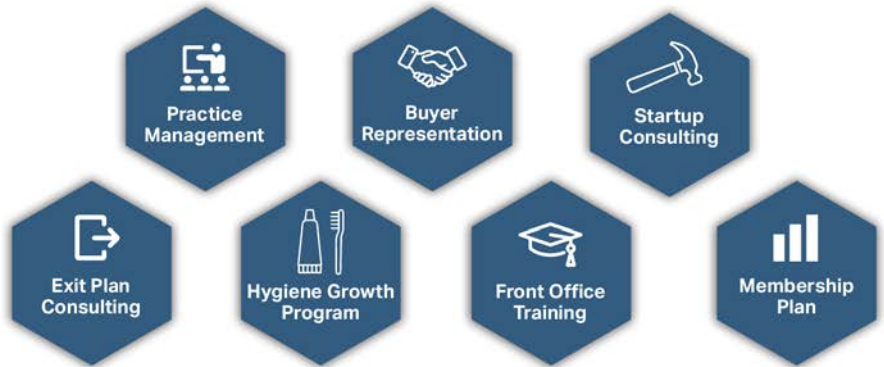 Practice
Management
Buyer
Representation
Startup
Consulting
Exit Plan
Consulting
Hygiene Growth
Program
Front Office
Training
Membership
Plan